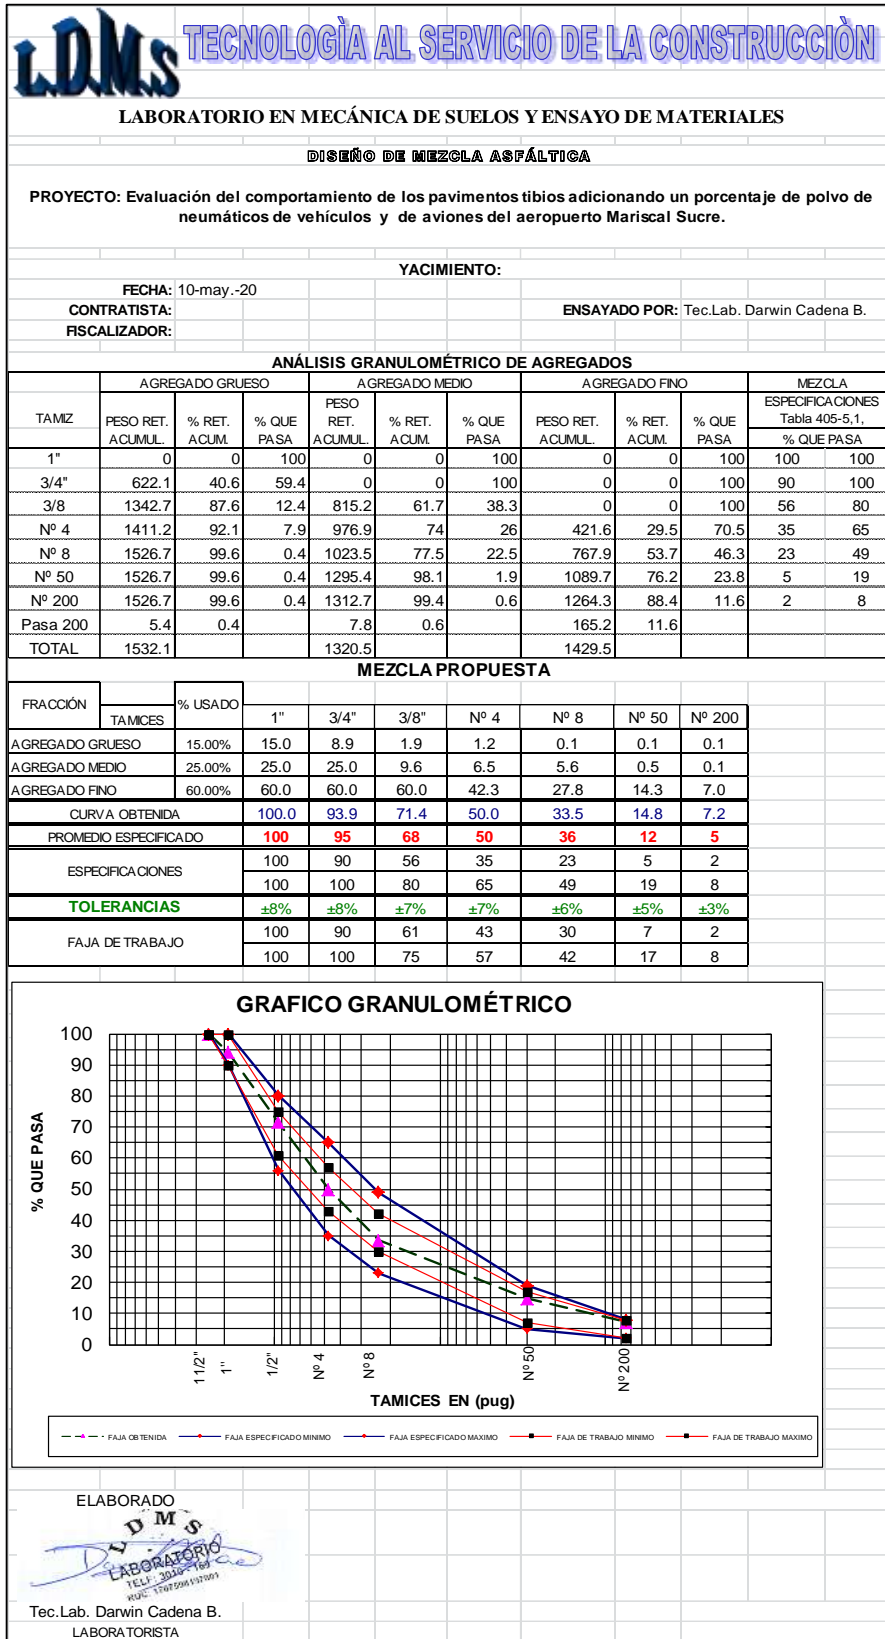 L.D.M.S TECNOLOGÌA AL SERVICIO DE LA CONSTRUCCIÒN
LABORATORIO EN MECÁNICA DE SUELOS Y ENSAYO DE MATERIALES
DISEÑO DE MEZCLA ASFÁLTICA
PROYECTO: Evaluación del comportamiento de los pavimentos tibios adicionando un porcentaje de polvo de
neumáticos de vehículos y de aviones del aeropuerto Mariscal Sucre.
YACIMIENTO:
FECHA: 10-may.-20
CONTRATISTA: ENSAYADO POR: Tec.Lab. Darwin Cadena B.
FISCALIZADOR:
ANÁLISIS GRANULOMÉTRICO DE AGREGADOS
AGREGADO GRUESO AGREGADO MEDIO AGREGADO FINO MEZCLA
TAMIZ PESO RET. ACUMUL. % RET. ACUM. % QUE PASA PESO RET. ACUMUL. % RET. ACUM. % QUE PASA PESO RET. ACUMUL. % RET. ACUM. % QUE PASA ESPECIFICACIONES Tabla 405-5,1, % QUE PASA
1" 0 0 100 0 0 100 0 0 100 100 100
3/4" 622.1 40.6 59.4 0 0 100 0 0 100 90 100
3/8 1342.7 87.6 12.4 815.2 61.7 38.3 0 0 100 56 80
Nº 4 1411.2 92.1 7.9 976.9 74 26 421.6 29.5 70.5 35 65
Nº 8 1526.7 99.6 0.4 1023.5 77.5 22.5 767.9 53.7 46.3 23 49
Nº 50 1526.7 99.6 0.4 1295.4 98.1 1.9 1089.7 76.2 23.8 5 19
Nº 200 1526.7 99.6 0.4 1312.7 99.4 0.6 1264.3 88.4 11.6 2 8
Pasa 200 5.4 0.4 7.8 0.6 165.2 11.6
TOTAL 1532.1 1320.5 1429.5
MEZCLA PROPUESTA
FRACCIÓN TAMICES % USADO 1" 3/4" 3/8" Nº 4 Nº 8 Nº 50 Nº 200
AGREGADO GRUESO 15.00% 15.0 8.9 1.9 1.2 0.1 0.1 0.1
AGREGADO MEDIO 25.00% 25.0 25.0 9.6 6.5 5.6 0.5 0.1
AGREGADO FINO 60.00% 60.0 60.0 60.0 42.3 27.8 14.3 7.0
CURVA OBTENIDA 100.0 93.9 71.4 50.0 33.5 14.8 7.2
PROMEDIO ESPECIFICADO 100 95 68 50 36 12 5
ESPECIFICACIONES 100 90 56 35 23 5 2
100 100 80 65 49 19 8
TOLERANCIAS ±8% ±8% ±7% ±7% ±6% ±5% ±3%
FAJA DE TRABAJO 100 90 61 43 30 7 2
100 100 75 57 42 17 8
GRAFICO GRANULOMÉTRICO
% QUE PASA
100
90
80
70
60
50
40
30
20
10
0
11/2" 1" 1/2" Nº 4 Nº 8 Nº 50 Nº 200
TAMICES EN (pug)
FAJA OBTENIDA FAJA ESPECIFICADO MINIMO FAJA ESPECIFICADO MAXIMO FAJA DE TRABAJO MINIMO FAJA DE TRABAJO MAXIMO
ELABORADO
L D M S
LABORATORIO
Tec.Lab. Darwin Cadena B.
LABORATORISTA